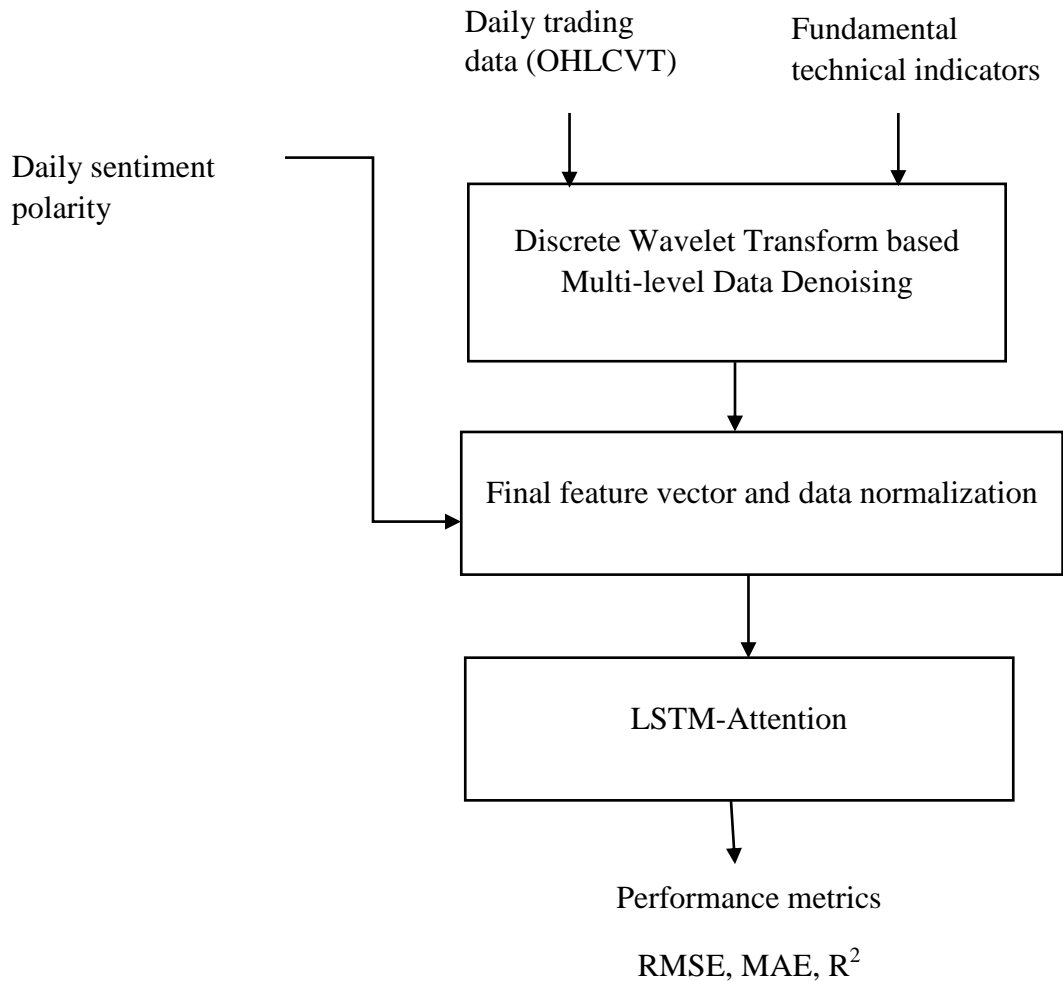 Daily trading
data (OHLCVT)
Fundamental
technical indicators
Daily sentiment
polarity
Discrete Wavelet Transform based
Multi-level Data Denoising
Final feature vector and data normalization
LSTM-Attention
Performance metrics
RMSE, MAE, R²